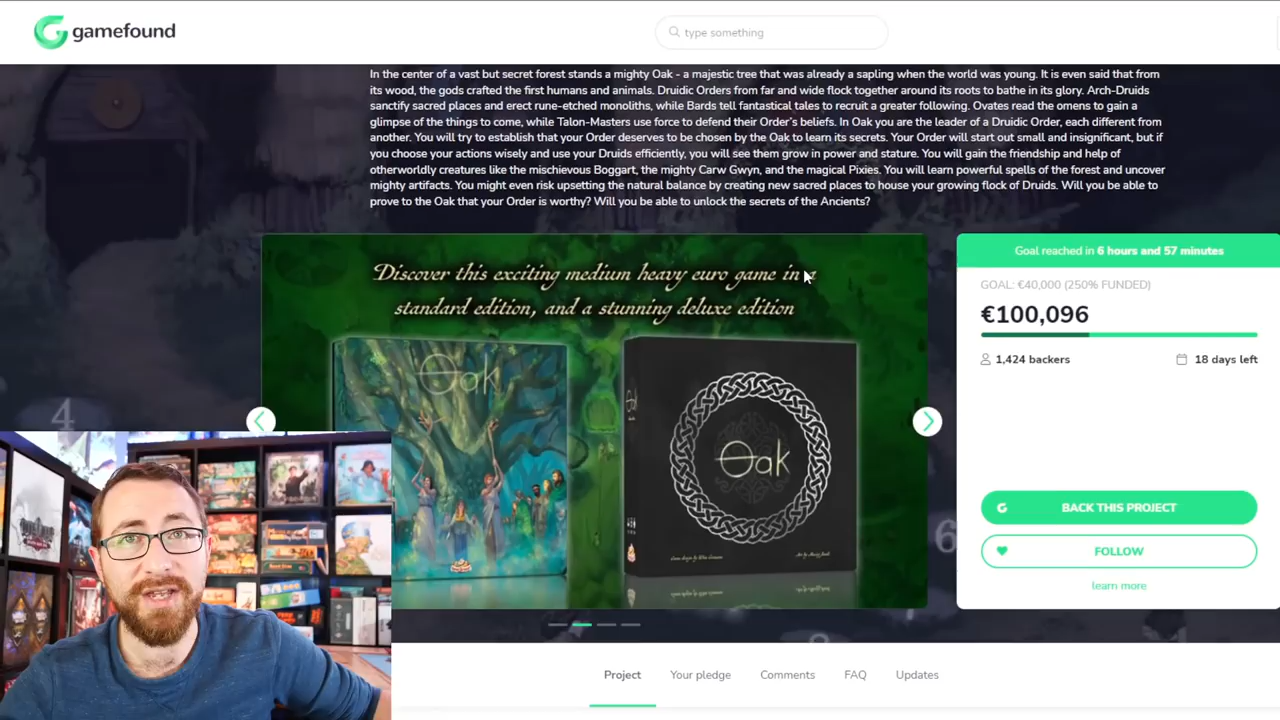 gamefound
type something
In the center of a vast but secret forest stands a mighty Oak - a majestic tree that was already a sapling when the world was young. It is even said that from
its wood, the gods crafted the first humans and animals. Druidic Orders from far and wide flock together around its roots to bathe in its glory. Arch-Druids
sanctify sacred places and erect rune-etched monoliths, while Bards tell fantastical tales to recruit a greater following. Ovates read the omens to gain a
glimpse of the things to come, while Talon-Masters use force to defend their Order's beliefs. In Oak you are the leader of a Druidic Order, each different from
another. You will try to establish that your Order deserves to be chosen by the Oak to learn its secrets. Your Order will start out small and insignificant, but if
you choose your actions wisely and use your Druids efficiently, you will see them grow in power and stature. You will gain the friendship and help of
otherworldly creatures like the mischievous Boggart, the mighty Carw Gwyn, and the magical Pixies. You will learn powerful spells of the forest and uncover
mighty artifacts. You might even risk upsetting the natural balance by creating new sacred places to house your growing flock of Druids. Will you be able to
prove to the Oak that your Order is worthy? Will you be able to unlock the secrets of the Ancients?
Discover this exciting medium heavy euro game in a
standard edition, and a stunning deluxe edition
Oak
Oak
Goal reached in 6 hours and 57 minutes
GOAL: €40,000 (250% FUNDED)
€100,096
1,424 backers
18 days left
BACK THIS PROJECT
FOLLOW
learn more
4
6
Project
Your pledge
Comments
FAQ
Updates